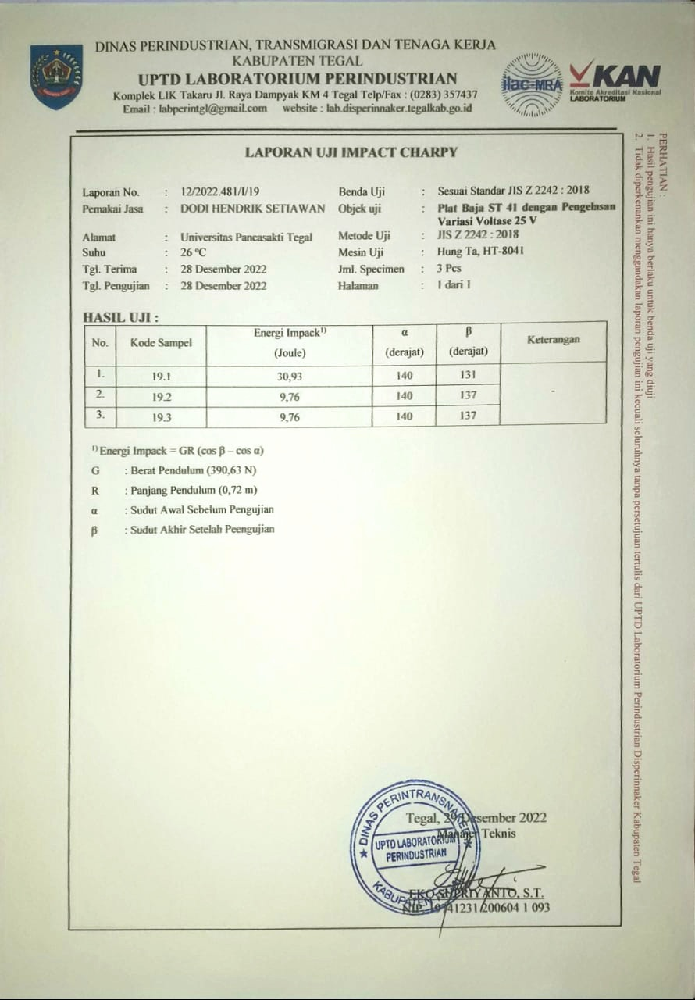 DINAS PERINDUSTRIAN, TRANSMIGRASI DAN TENAGA KERJA
KABUPATEN TEGAL
UPTD LABORATORIUM PERINDUSTRIAN
Komplek LIK Takaru Jl. Raya Dampyak KM 4 Tegal Telp/Fax : (0283) 357437
Email : labperintgl@gmail.com website : lab.disperinnaker.tegalkab.go.id
ilac-MRA
KAN
Komite Akreditasi Nasional
LABORATORIUM
LAPORAN UJI IMPACT CHARPY
Laporan No. : 12/2022.481/I/19 Benda Uji : Sesuai Standar JIS Z 2242 : 2018
Pemakai Jasa : DODI HENDRIK SETIAWAN Objek uji : Plat Baja ST 41 dengan Pengelasan
Variasi Voltase 25 V
Alamat : Universitas Pancasakti Tegal Metode Uji : JIS Z 2242 : 2018
Suhu : 26 ºC Mesin Uji : Hung Ta, HT-8041
Tgl. Terima : 28 Desember 2022 Jml. Specimen : 3 Pcs
Tgl. Pengujian : 28 Desember 2022 Halaman : 1 dari 1
HASIL UJI :
No. Kode Sampel Energi Impack¹⁾ (Joule) α (derajat) β (derajat) Keterangan
1. 19.1 30,93 140 131 -
2. 19.2 9,76 140 137
3. 19.3 9,76 140 137
¹⁾ Energi Impack = GR (cos β – cos α)
G : Berat Pendulum (390,63 N)
R : Panjang Pendulum (0,72 m)
α : Sudut Awal Sebelum Pengujian
β : Sudut Akhir Setelah Peengujian
Tegal, 29 Desember 2022
Manajer Teknis
DINAS PERINTRANSNAKER
UPTD LABORATORIUM
PERINDUSTRIAN
KABUPATEN
EKO SUPRIYANTO, S.T.
NIP. 19741231 200604 1 093
PERHATIAN :
1. Hasil pengujian ini hanya berlaku untuk benda uji yang diuji
2. Tidak diperkenankan menggandakan laporan pengujian ini kecuali seluruhnya tanpa persetujuan tertulis dari UPTD Laboratorium Perindustrian Disperinnaker Kabupaten Tegal